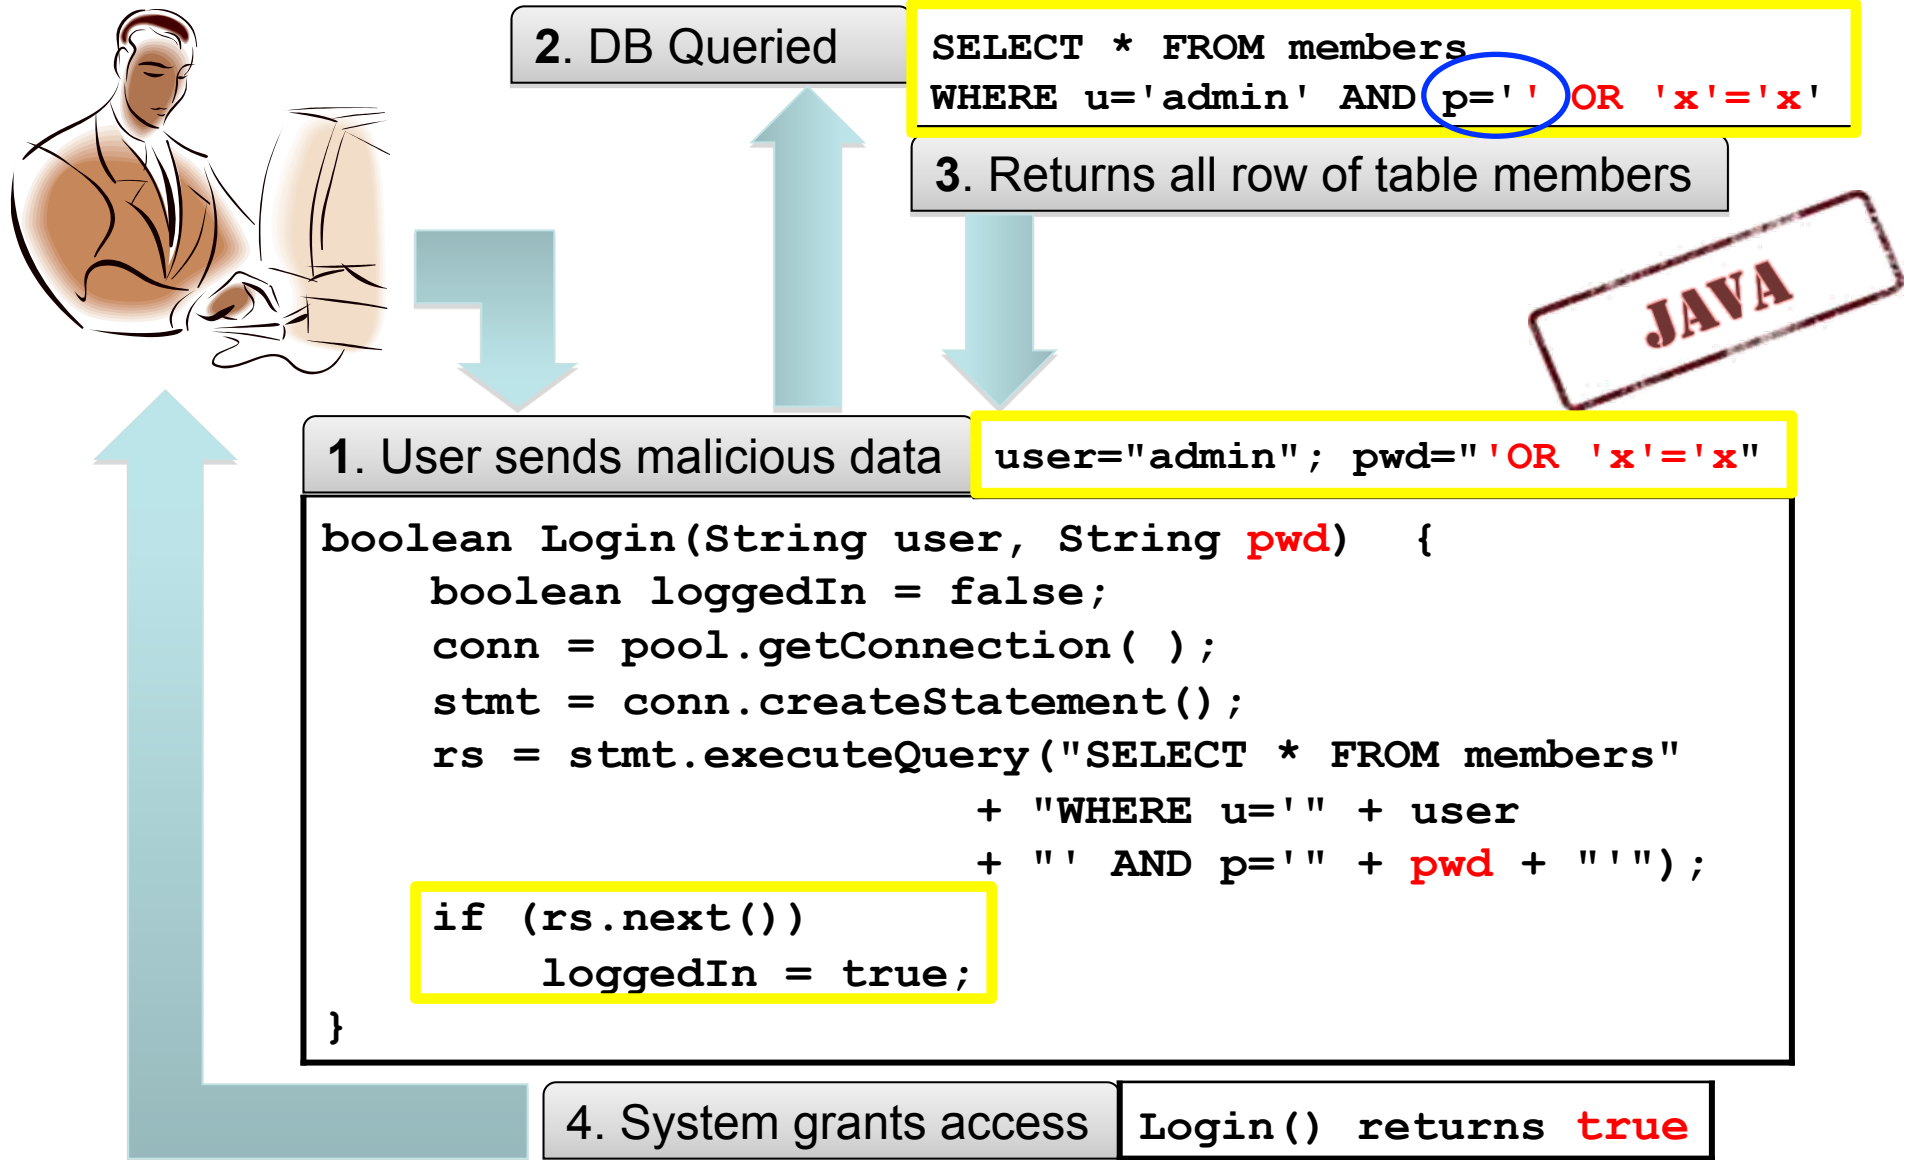 2. DB Queried
SELECT * FROM members
WHERE u='admin' AND p='' OR 'x'='x'
3. Returns all row of table members
JAVA
1. User sends malicious data
user="admin"; pwd="'OR 'x'='x"
boolean Login(String user, String pwd) {
boolean loggedIn = false;
conn = pool.getConnection( );
stmt = conn.createStatement();
rs = stmt.executeQuery("SELECT * FROM members"
+ "WHERE u='" + user
+ "' AND p='" + pwd + "'");
if (rs.next())
loggedIn = true;
}
4. System grants access
Login() returns true